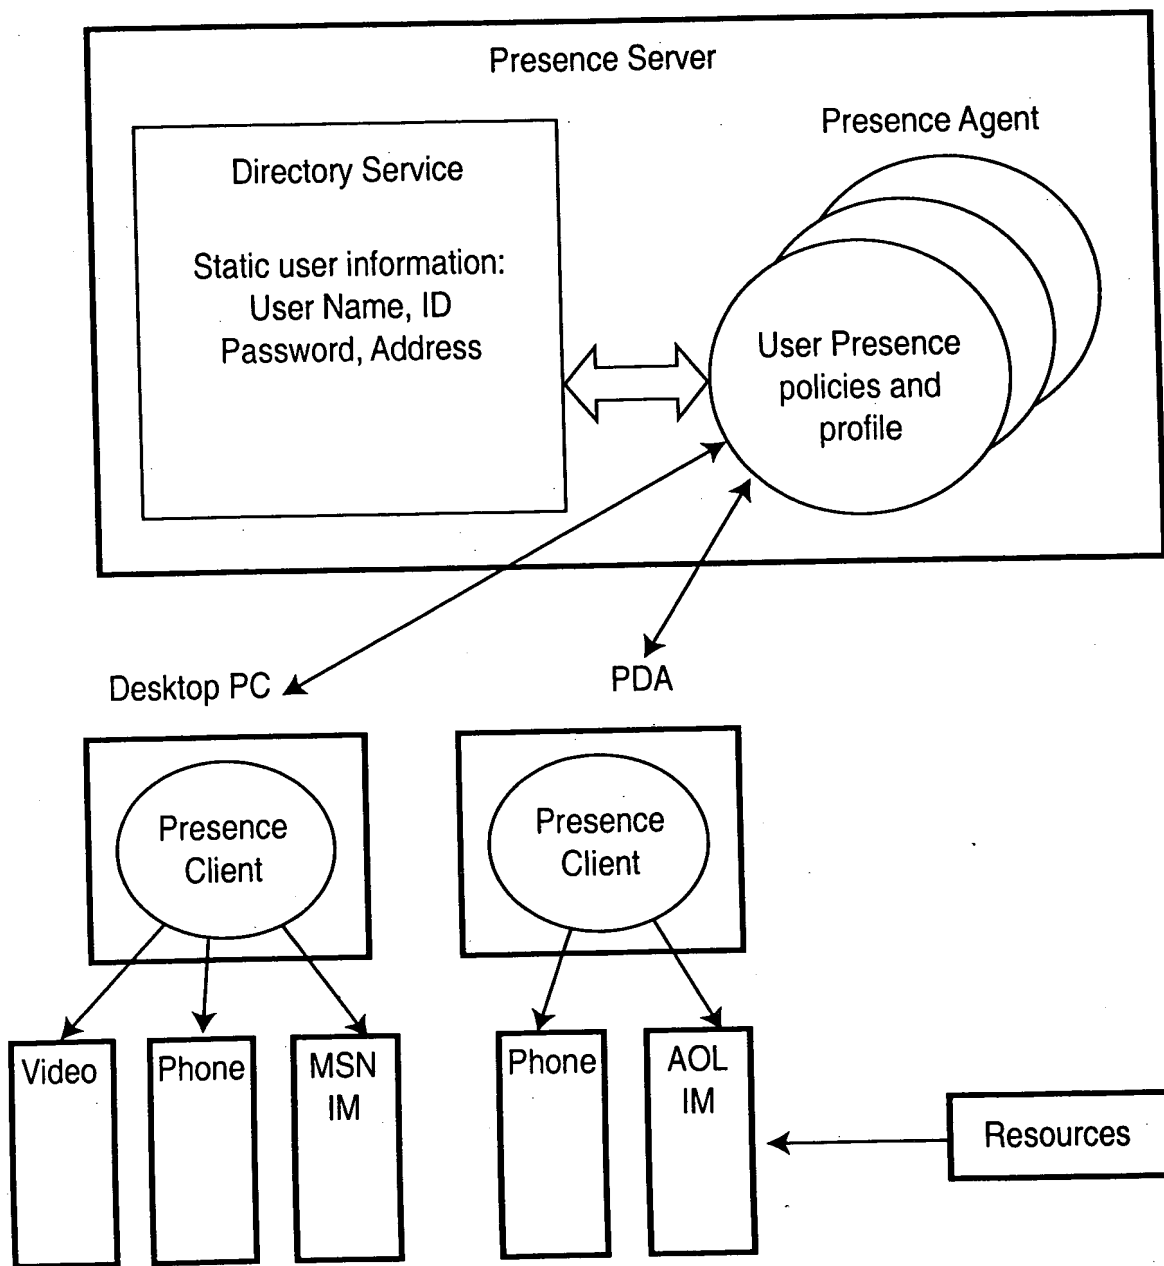 Presence Server
Presence Agent
Directory Service
Static user information:
User Name, ID
Password, Address
User Presence
policies and
profile
Desktop PC
PDA
Presence
Client
Presence
Client
Video
Phone
MSN
IM
Phone
AOL
IM
Resources